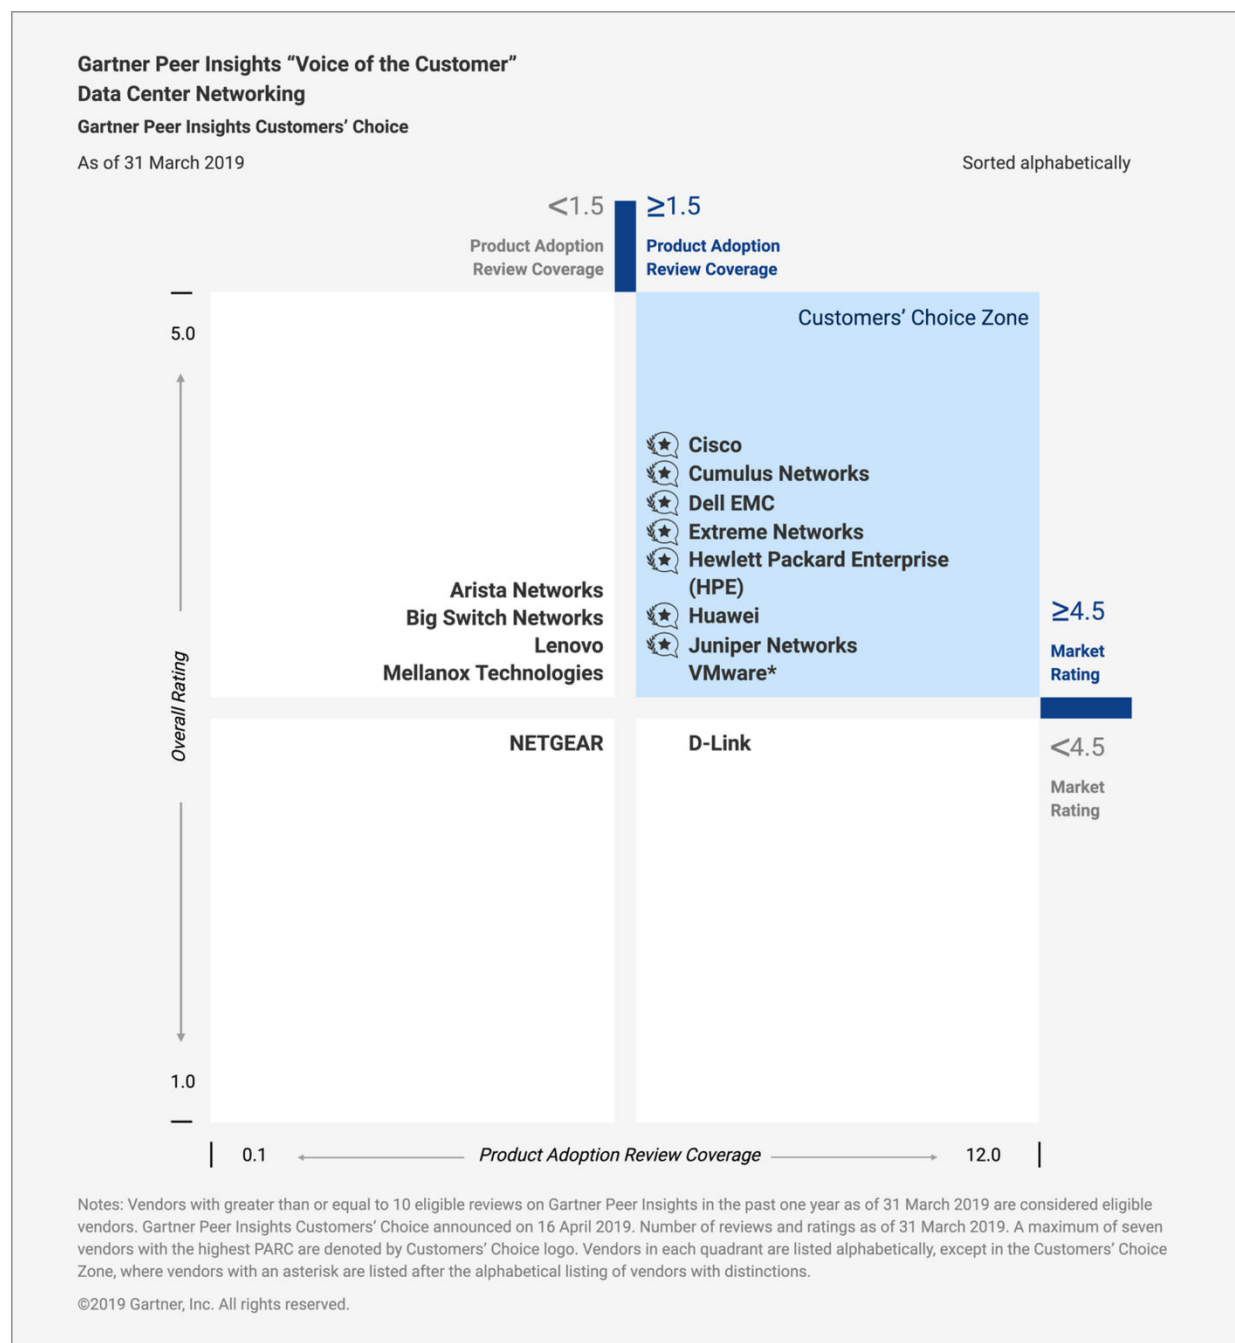 Gartner Peer Insights “Voice of the Customer”
Data Center Networking
Gartner Peer Insights Customers’ Choice
As of 31 March 2019
Sorted alphabetically
<1.5
Product Adoption
Review Coverage
≥1.5
Product Adoption
Review Coverage
5.0
Customers’ Choice Zone
Arista Networks
Big Switch Networks
Lenovo
Mellanox Technologies
Cisco
Cumulus Networks
Dell EMC
Extreme Networks
Hewlett Packard Enterprise
(HPE)
Huawei
Juniper Networks
VMware*
≥4.5
Market
Rating
Overall Rating
NETGEAR
D-Link
<4.5
Market
Rating
1.0
0.1
Product Adoption Review Coverage
12.0
Notes: Vendors with greater than or equal to 10 eligible reviews on Gartner Peer Insights in the past one year as of 31 March 2019 are considered eligible
vendors. Gartner Peer Insights Customers’ Choice announced on 16 April 2019. Number of reviews and ratings as of 31 March 2019. A maximum of seven
vendors with the highest PARC are denoted by Customers’ Choice logo. Vendors in each quadrant are listed alphabetically, except in the Customers’ Choice
Zone, where vendors with an asterisk are listed after the alphabetical listing of vendors with distinctions.
©2019 Gartner, Inc. All rights reserved.